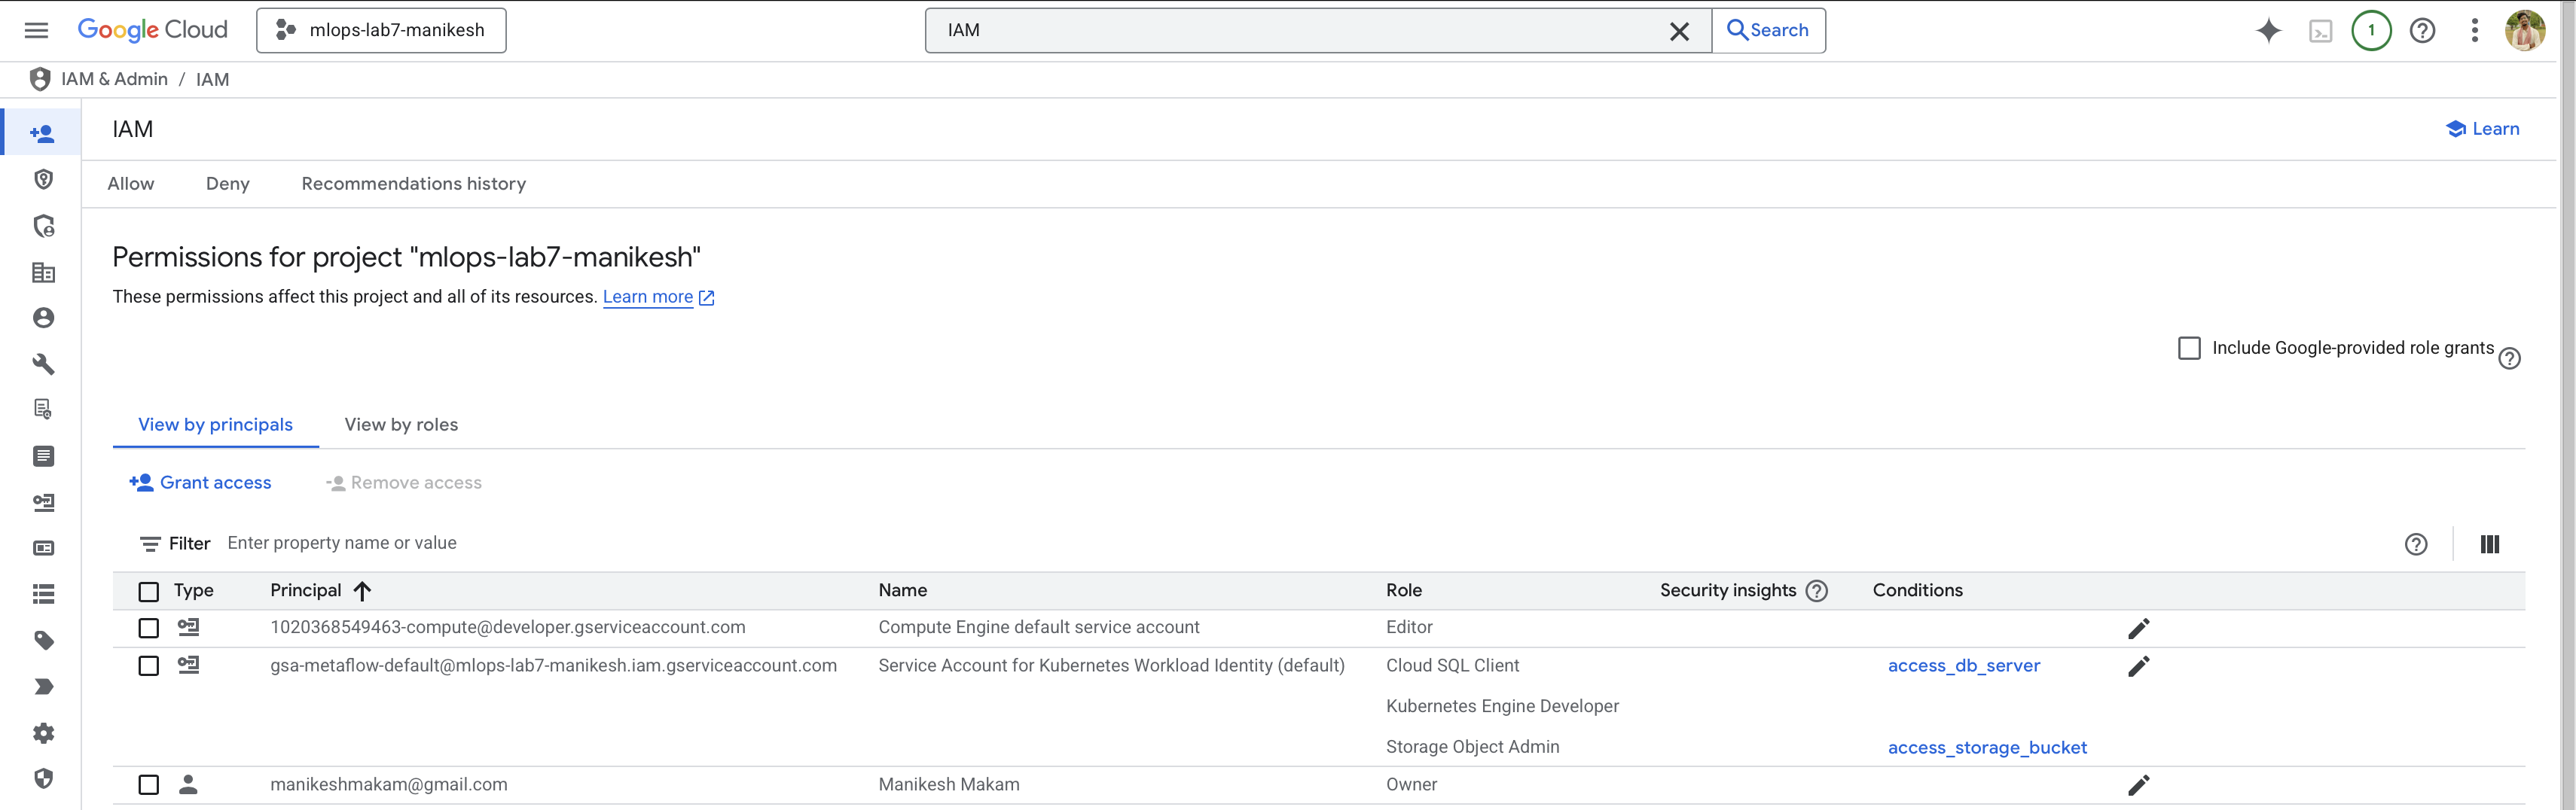 Google Cloud mlops-lab7-manikesh IAM Search 1
IAM & Admin / IAM
IAM Learn
Allow Deny Recommendations history
Permissions for project "mlops-lab7-manikesh"
These permissions affect this project and all of its resources. Learn more
Include Google-provided role grants
View by principals View by roles
Grant access Remove access
Filter Enter property name or value
Type Principal Name Role Security insights Conditions
1020368549463-compute@developer.gserviceaccount.com Compute Engine default service account Editor
gsa-metaflow-default@mlops-lab7-manikesh.iam.gserviceaccount.com Service Account for Kubernetes Workload Identity (default) Cloud SQL Client access_db_server
Kubernetes Engine Developer
Storage Object Admin access_storage_bucket
manikeshmakam@gmail.com Manikesh Makam Owner